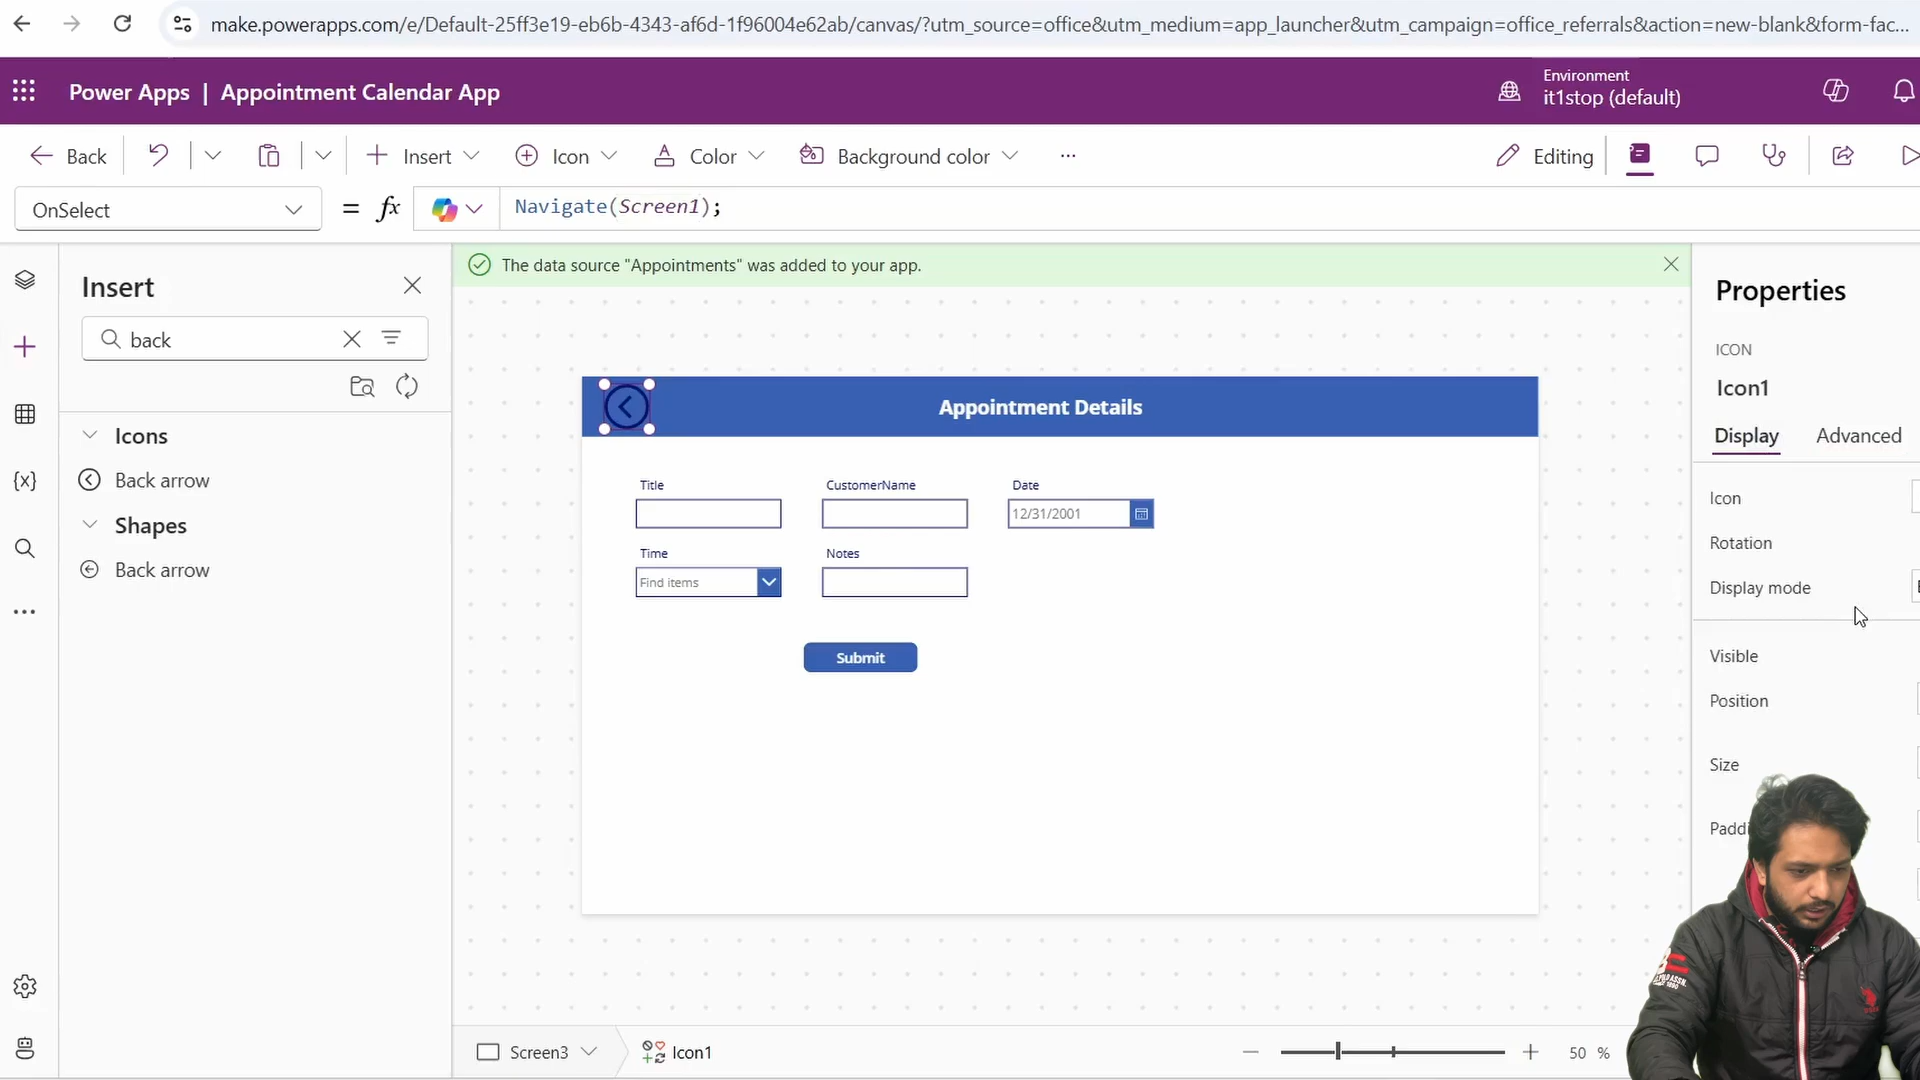 make.powerapps.com/e/Default-25ff3e19-eb6b-4343-af6d-1f96004e62ab/canvas/?utm_source=office&utm_medium=app_launcher&utm_campaign=office_referrals&action=new-blank&form-fac...
Power Apps | Appointment Calendar App
Environment
it1stop (default)
Back
Insert
Icon
Color
Background color
...
Editing
OnSelect
= fx
Navigate(Screen1);
Insert
back
Icons
Back arrow
Shapes
Back arrow
The data source "Appointments" was added to your app.
Appointment Details
Title
CustomerName
Date
12/31/2001
Time
Notes
Find items
Submit
Properties
ICON
Icon1
Display
Advanced
Icon
Rotation
Display mode
Visible
Position
Size
Screen3
Icon1
50 %